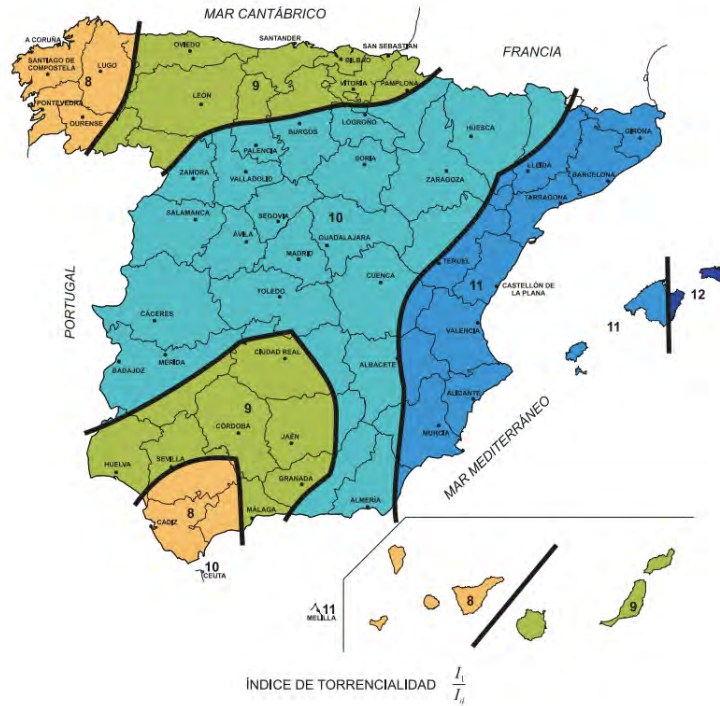 MAR CANTÁBRICO
A CORUÑA
SANTIAGO DE
COMPOSTELA
LUGO
8
PONTEVEDRA
OURENSE
OVIEDO
SANTANDER
BILBAO
SAN SEBASTIÁN
FRANCIA
LEÓN
9
VITORIA
PAMPLONA
BURGOS
LOGROÑO
HUESCA
PALENCIA
ZAMORA
VALLADOLID
SORIA
ZARAGOZA
LLEIDA
GIRONA
BARCELONA
TARRAGONA
SALAMANCA
SEGOVIA
10
ÁVILA
GUADALAJARA
MADRID
TERUEL
CUENCA
11
CASTELLÓN DE
LA PLANA
12
11
PORTUGAL
TOLEDO
CÁCERES
VALENCIA
MÉRIDA
BADAJOZ
CIUDAD REAL
ALBACETE
ALICANTE
9
CÓRDOBA
JAÉN
MURCIA
MAR MEDITERRÁNEO
HUELVA
SEVILLA
GRANADA
ALMERÍA
MÁLAGA
8
CÁDIZ
10
CEUTA
11
MELILLA
8
9
ÍNDICE DE TORRENCIALIDAD I₁/I_d